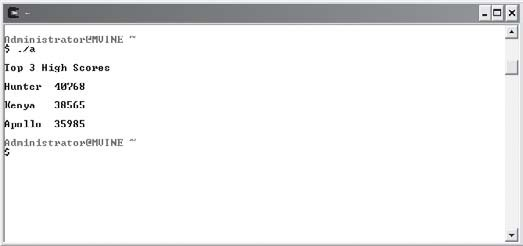 ~
Administrator@MVINE ~
$ ./a
Top 3 High Scores
Hunter 40768
Kenya 38565
Apollo 35985
Administrator@MVINE ~
$